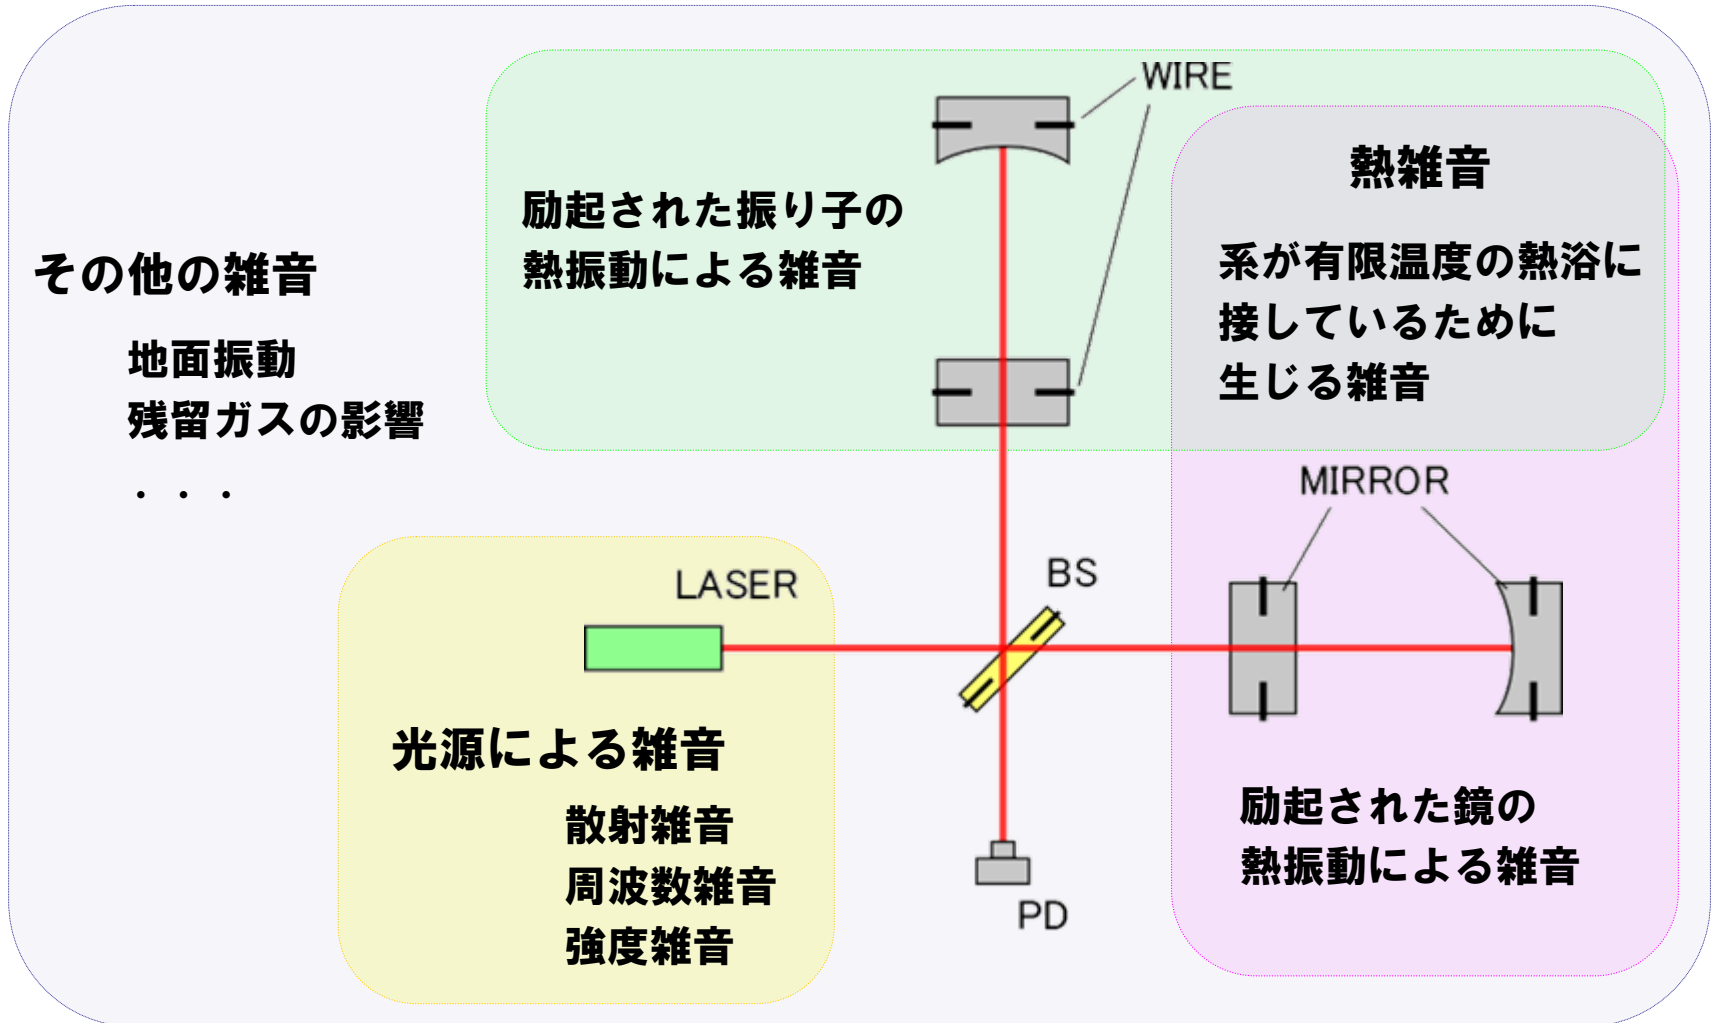 WIRE
熱雑音
励起された振り子の
熱振動による雑音
系が有限温度の熱浴に
接しているために
生じる雑音
その他の雑音
地面振動
残留ガスの影響
・・・
MIRROR
LASER
BS
光源による雑音
散射雑音
周波数雑音
強度雑音
励起された鏡の
熱振動による雑音
PD